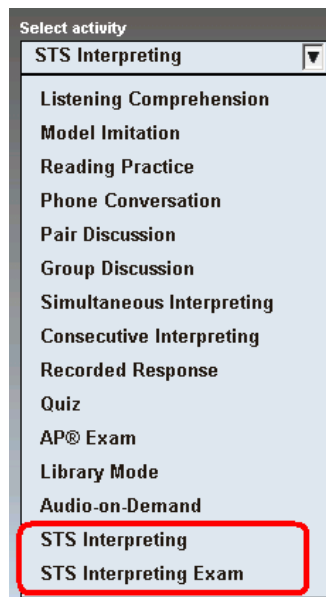 Select activity
STS Interpreting
Listening Comprehension
Model Imitation
Reading Practice
Phone Conversation
Pair Discussion
Group Discussion
Simultaneous Interpreting
Consecutive Interpreting
Recorded Response
Quiz
AP® Exam
Library Mode
Audio-on-Demand
STS Interpreting
STS Interpreting Exam